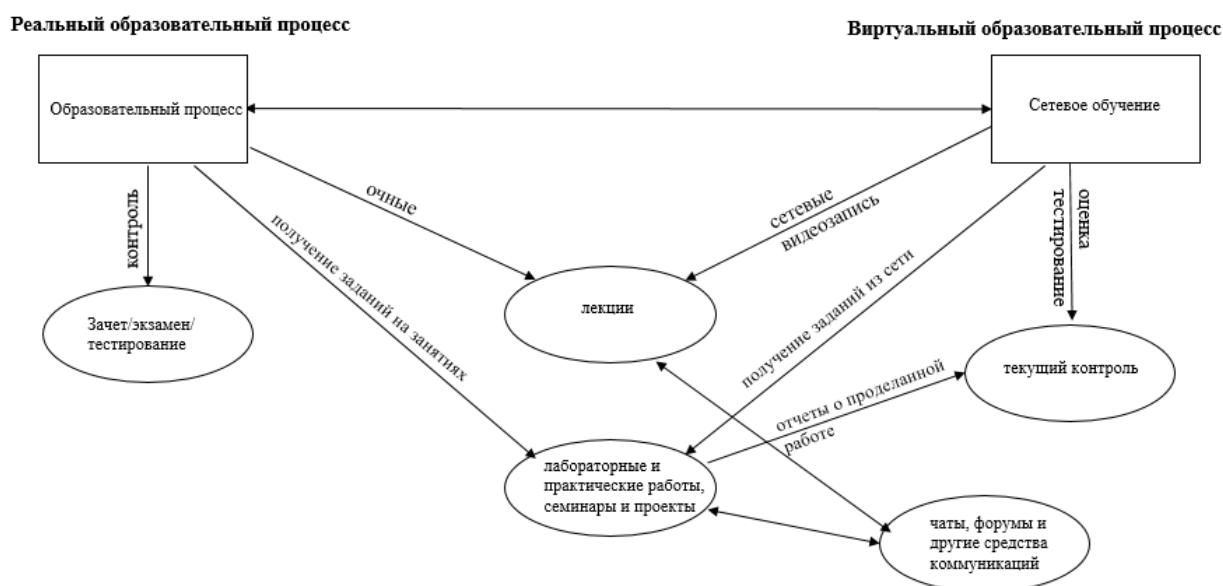 Реальный образовательный процесс
Виртуальный образовательный процесс
Образовательный процесс
Сетевое обучение
контроль
получение заданий на занятиях
очные
сетевые
видеозапись
получение заданий из сети
оценка
тестирование
Зачет/экзамен/
тестирование
лекции
текущий контроль
отчеты о проделанной
работе
лабораторные и
практические работы,
семинары и проекты
чаты, форумы и
другие средства
коммуникаций